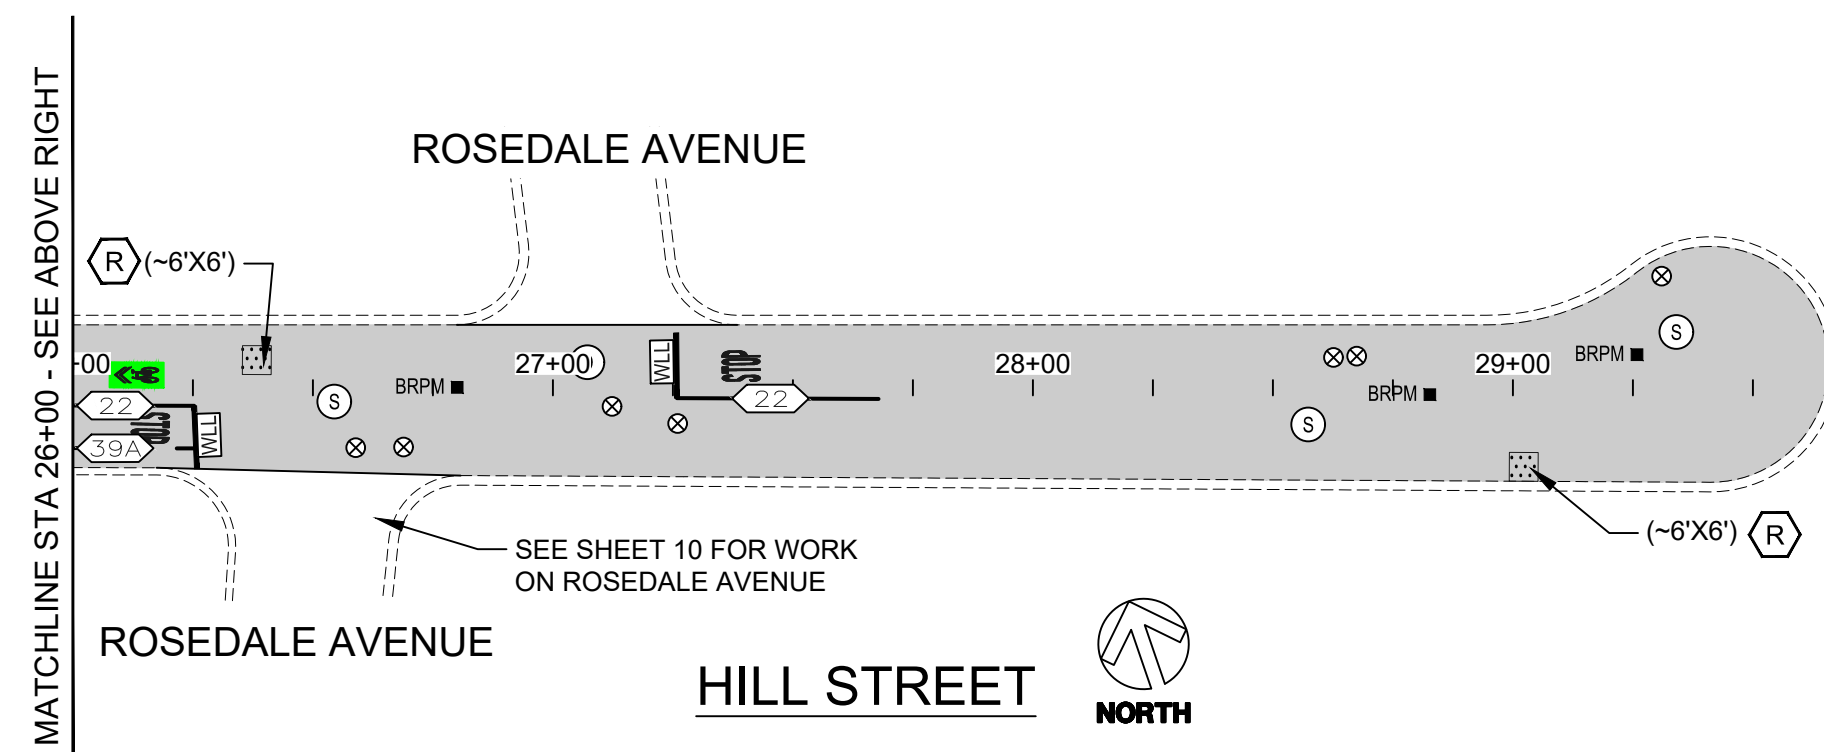 MATCHLINE STA 26+00 - SEE ABOVE RIGHT
ROSEDALE AVENUE
R (~6'X6')
+00
27+00
28+00
29+00
BRPM
S
WLL
STOP
22
BRPM
S
22
STOP
WLL
39A
BRPM
S
(~6'X6') R
SEE SHEET 10 FOR WORK
ON ROSEDALE AVENUE
ROSEDALE AVENUE
HILL STREET
NORTH